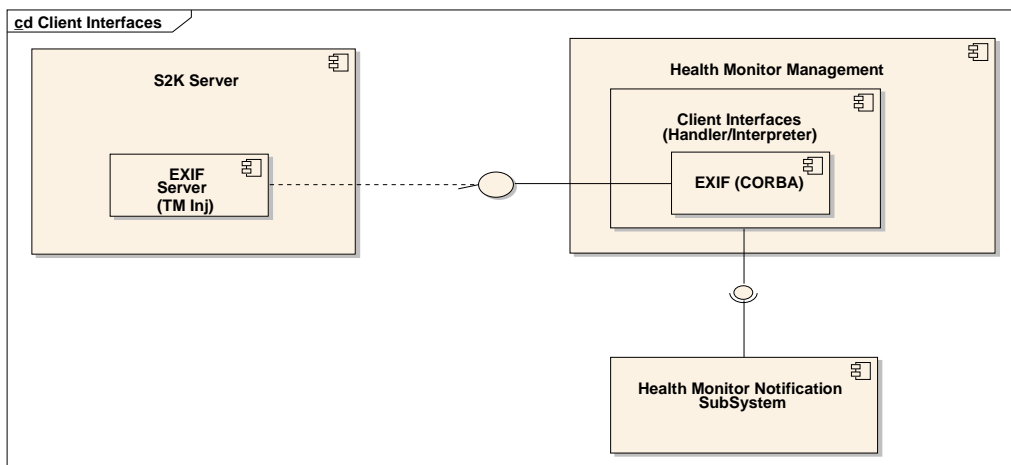 cd Client Interfaces
S2K Server
EXIF
Server
(TM Inj)
Health Monitor Management
Client Interfaces
(Handler/Interpreter)
EXIF (CORBA)
Health Monitor Notification
SubSystem